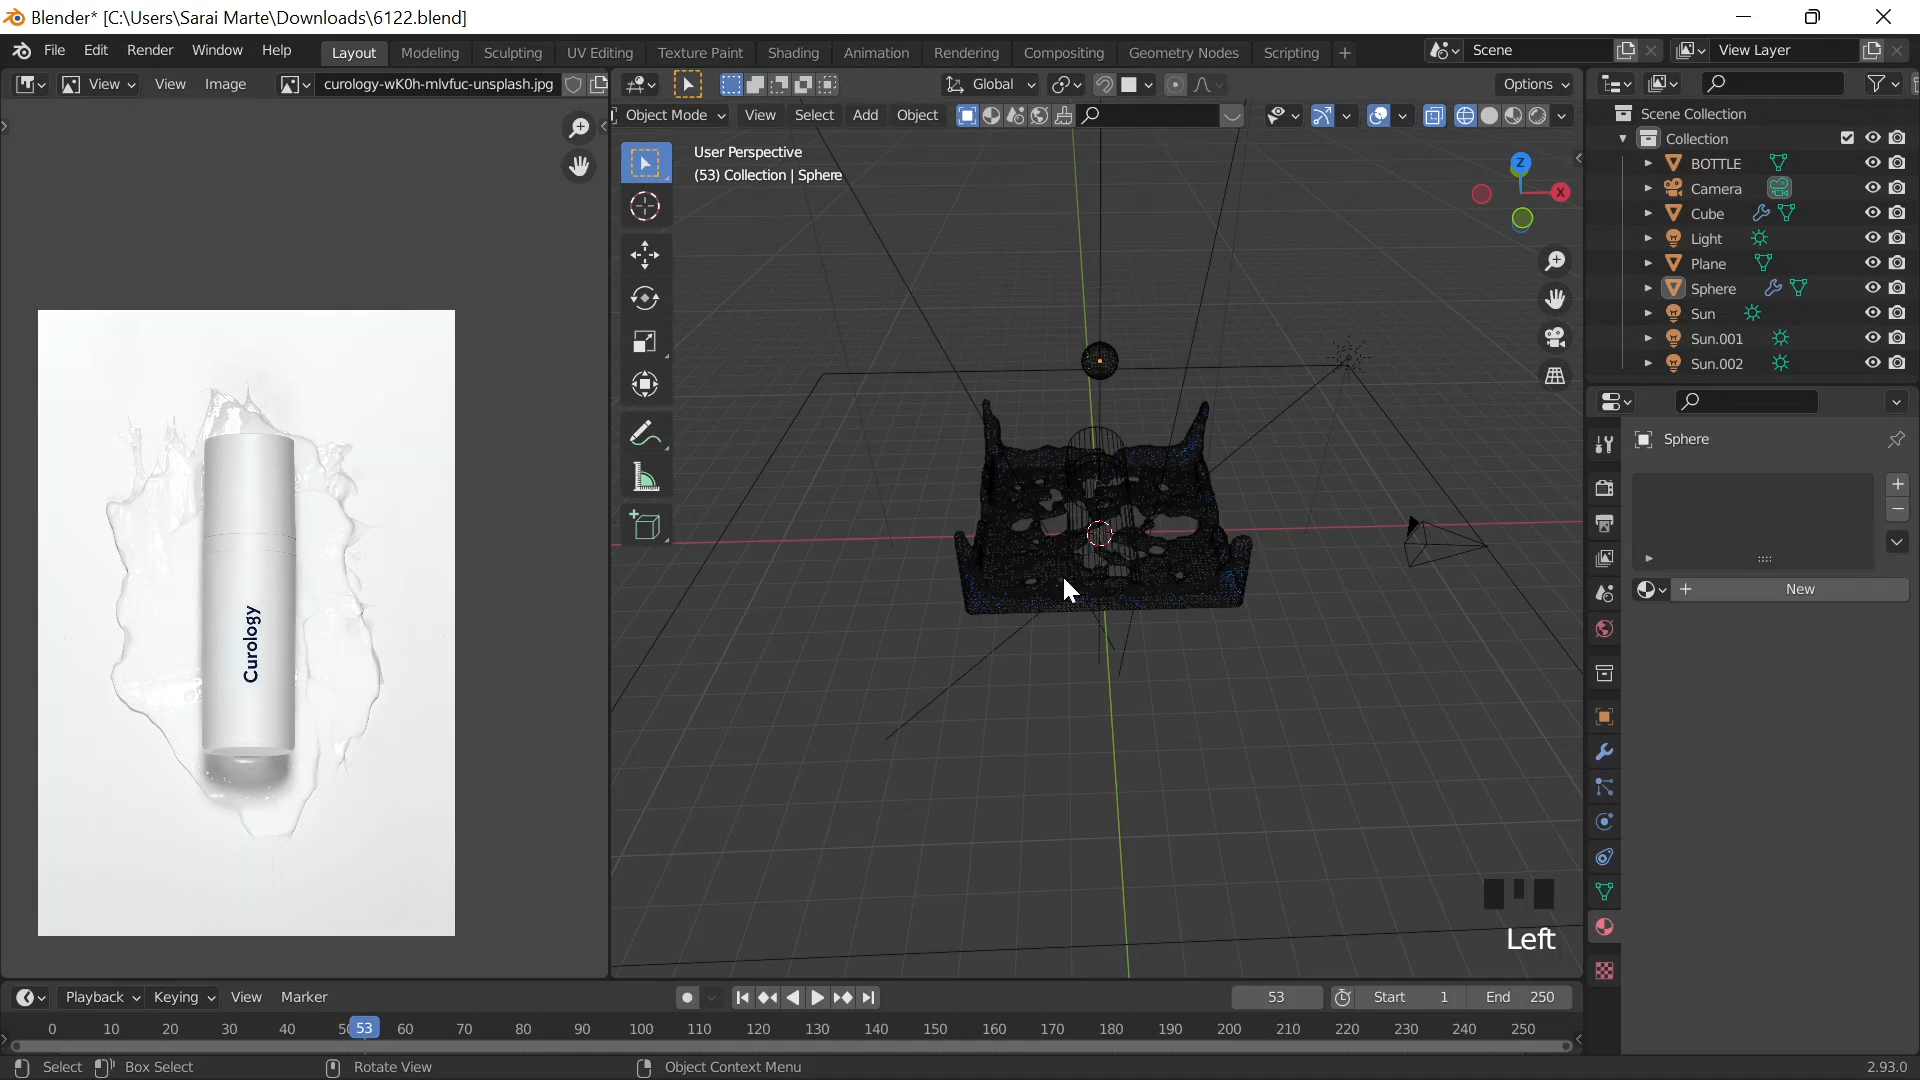 Blender* [C:\Users\Sarai Marte\Downloads\6122.blend]
File Edit Render Window Help Layout Modeling Sculpting UV Editing Texture Paint Shading Animation Rendering Compositing Geometry Nodes Scripting + Scene View Layer
View View Image curology-wK0h-mlvfuc-unsplash.jpg Global Options
Object Mode View Select Add Object
User Perspective
(53) Collection | Sphere
Z
X
Scene Collection
Collection
BOTTLE
Camera
Cube
Light
Plane
Sphere
Sun
Sun.001
Sun.002
Sphere
+ New
Curology
Left
Playback Keying View Marker 53 Start 1 End 250
0 10 20 30 40 53 60 70 80 90 100 110 120 130 140 150 160 170 180 190 200 210 220 230 240 250
Select Box Select Rotate View Object Context Menu 2.93.0